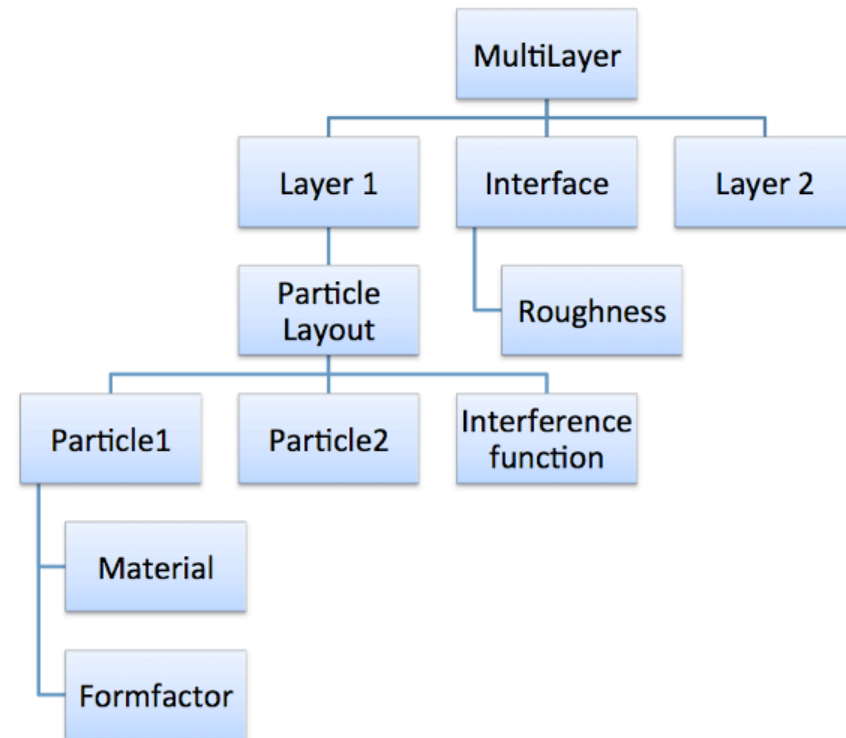 MultiLayer
Layer 1
Interface
Layer 2
Particle
Layout
Roughness
Particle1
Particle2
Interference
function
Material
Formfactor